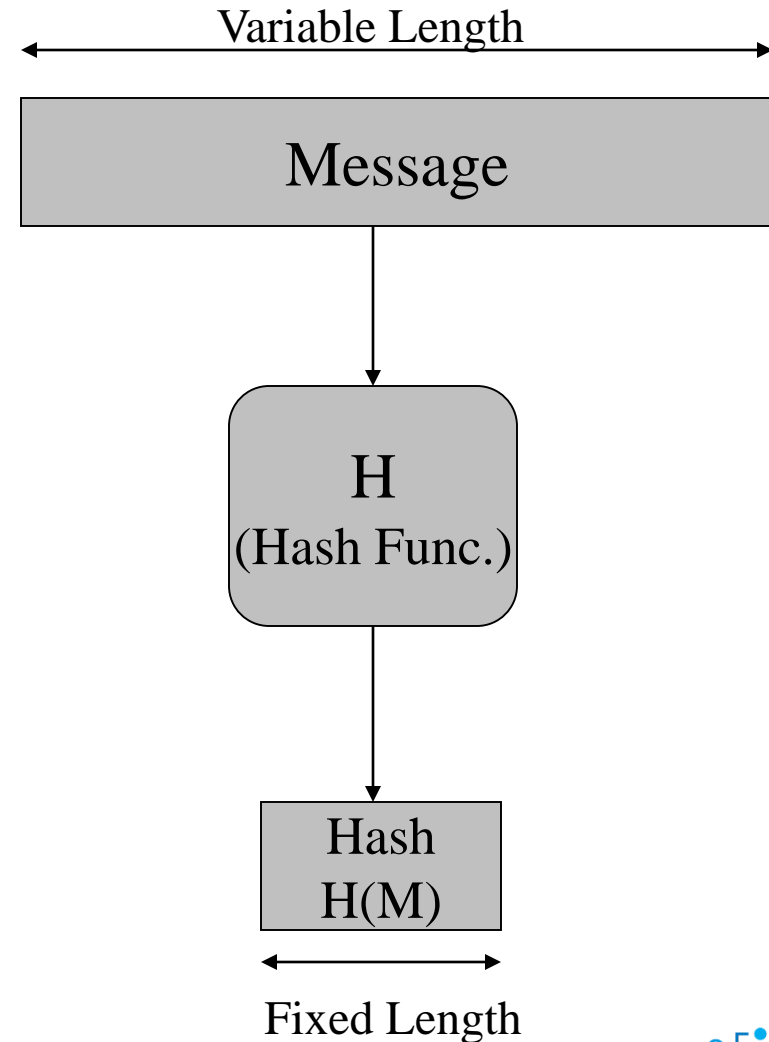 Variable Length
Message
H
(Hash Func.)
Hash
H(M)
Fixed Length